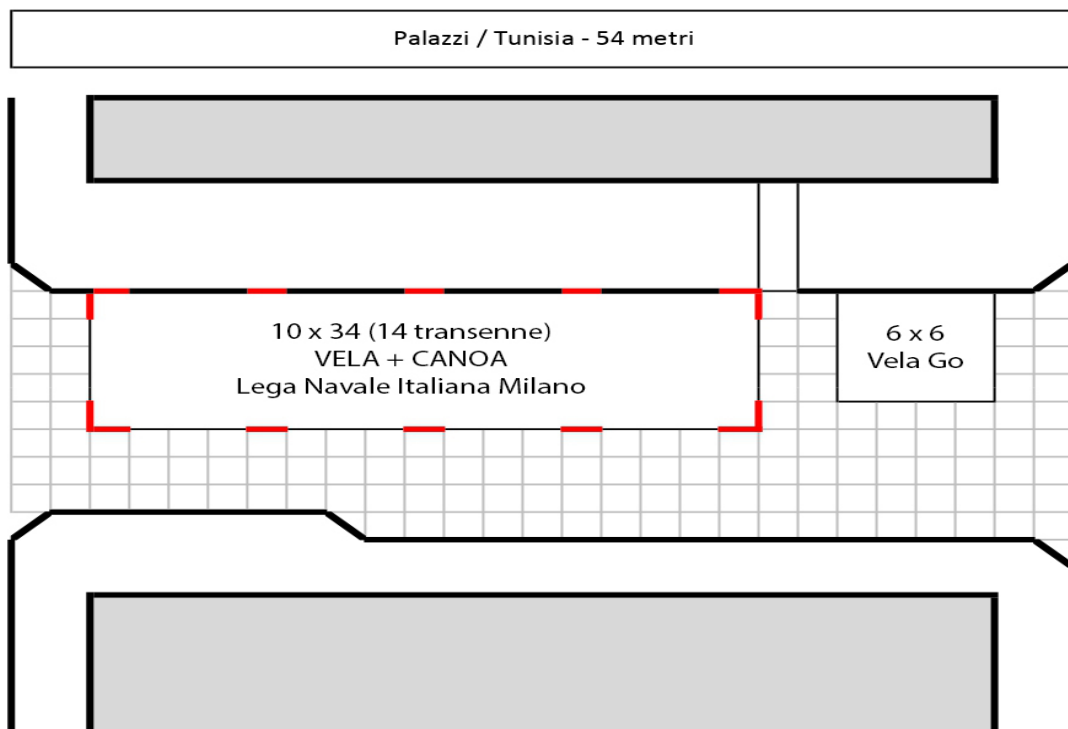 Palazzi / Tunisia - 54 metri
10 x 34 (14 transenne)
VELA + CANOA
Lega Navale Italiana Milano
6 x 6
Vela Go